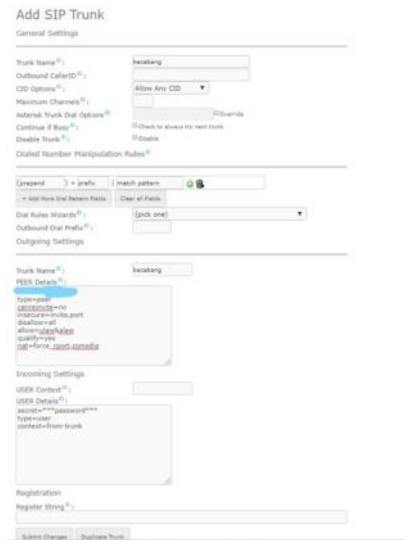 Add SIP Trunk
General Settings
Trunk Name :
kecabang
Outbound CallerID :
CID Options :
Allow Any CID
Maximum Channels :
Asterisk Trunk Dial Options
Override
Continue if Busy :
Check to always try next trunk.
Disable Trunk :
Disable
Dialed Number Manipulation Rules
(prepend ) + prefix | match pattern
+ Add More Dial Pattern Fields Clear all Fields
Dial Rules Wizards :
(pick one)
Outbound Dial Prefix :
Outgoing Settings
Trunk Name :
kecabang
PEER Details :
type=peer
canreinvite=no
insecure=invite,port
disallow=all
qualify=yes
nat=force_rport,comedia
Incoming Settings
USER Context :
USER Details :
secret=***password***
type=user
context=from-trunk
Registration
Register String :
Submit Changes Duplicate Trunk